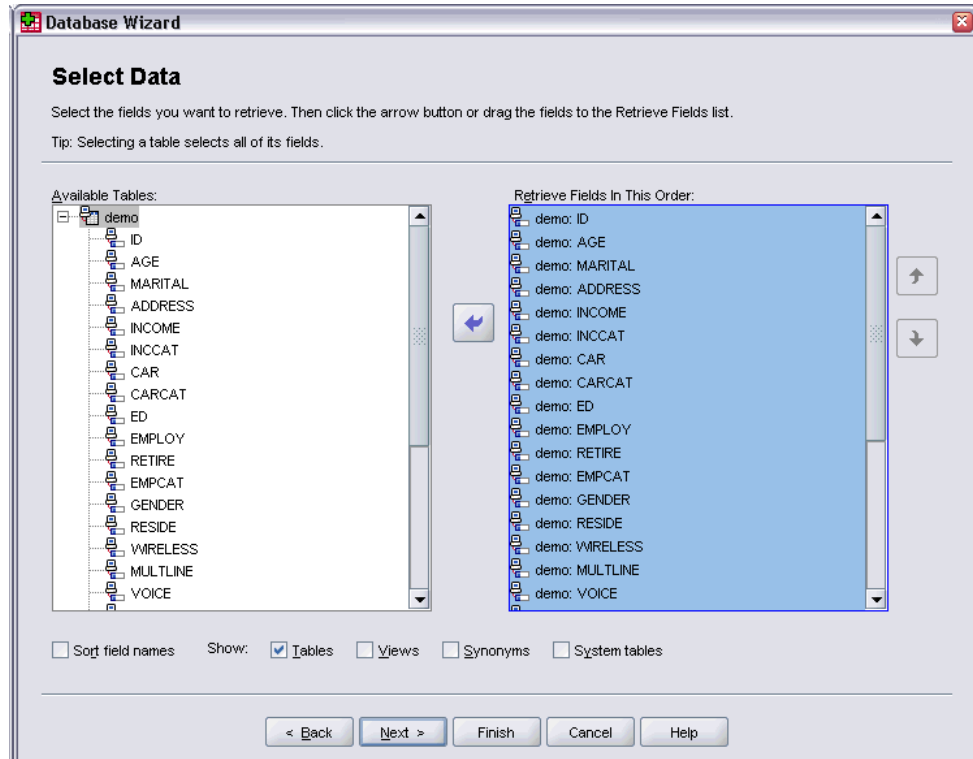 Database Wizard
Select Data
Select the fields you want to retrieve. Then click the arrow button or drag the fields to the Retrieve Fields list.
Tip: Selecting a table selects all of its fields.
Available Tables:
demo
ID
AGE
MARITAL
ADDRESS
INCOME
INCCAT
CAR
CARCAT
ED
EMPLOY
RETIRE
EMPCAT
GENDER
RESIDE
WIRELESS
MULTLINE
VOICE
Retrieve Fields In This Order:
demo: ID
demo: AGE
demo: MARITAL
demo: ADDRESS
demo: INCOME
demo: INCCAT
demo: CAR
demo: CARCAT
demo: ED
demo: EMPLOY
demo: RETIRE
demo: EMPCAT
demo: GENDER
demo: RESIDE
demo: WIRELESS
demo: MULTLINE
demo: VOICE
Sort field names Show: Tables Views Synonyms System tables
< Back Next > Finish Cancel Help